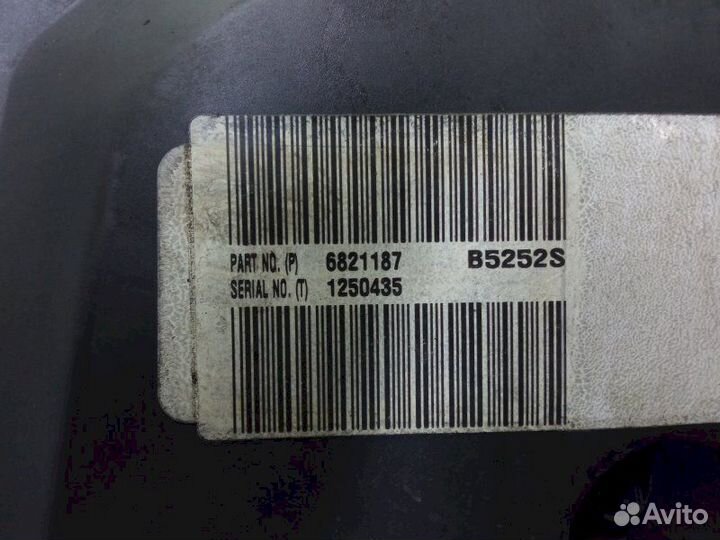 PART NO. (P) 6821187 B5252S
SERIAL NO. (T) 1250435
Avito